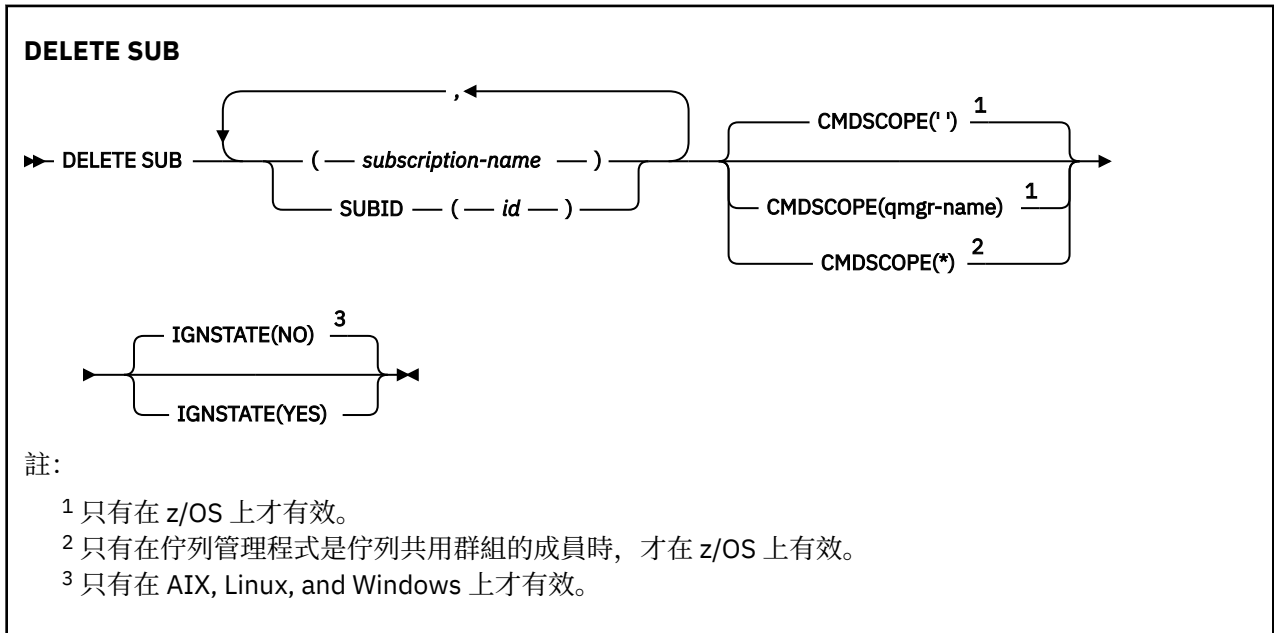 DELETE SUB
,
CMDSCOPE(' ') 1
DELETE SUB ( subscription-name )
SUBID ( id ) CMDSCOPE(qmgr-name) 1
CMDSCOPE(*) 2
IGNSTATE(NO) 3
IGNSTATE(YES)
註：
1 只有在 z/OS 上才有效。
2 只有在佇列管理程式是佇列共用群組的成員時，才在 z/OS 上有效。
3 只有在 AIX, Linux, and Windows 上才有效。